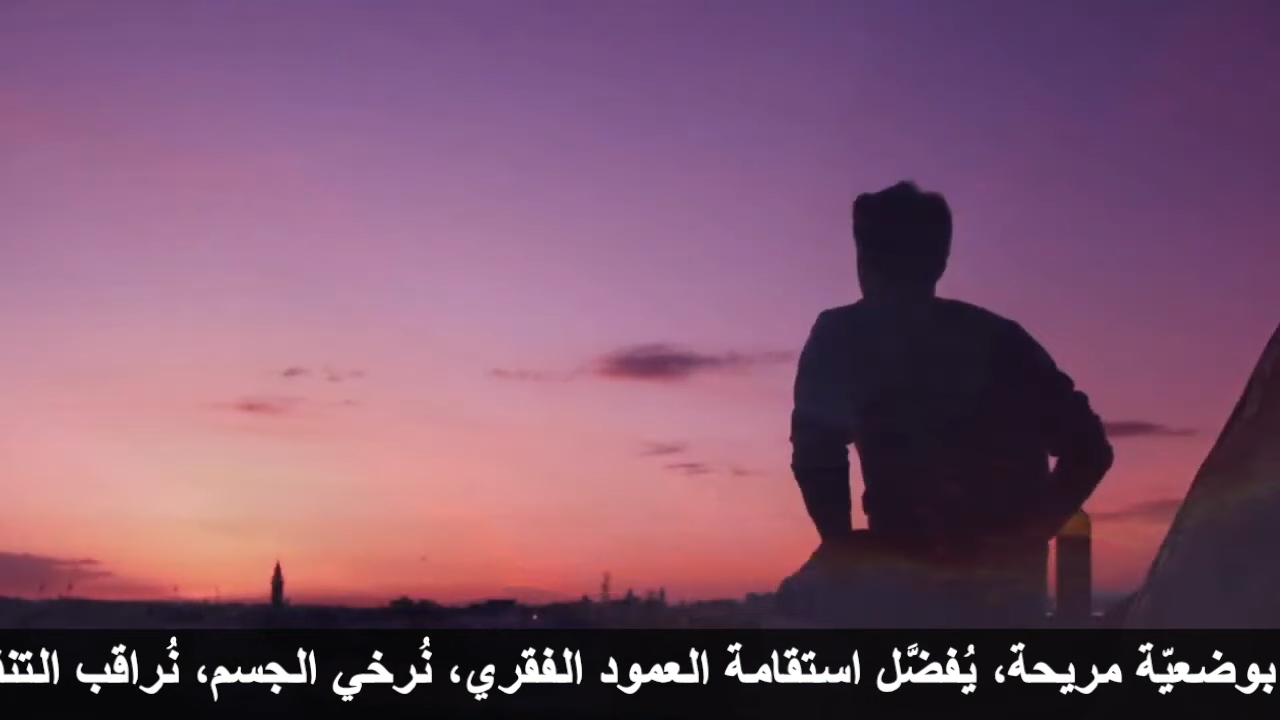 بوضعيّة مريحة، يُفضَّل استقامة العمود الفقري، نُرخي الجسم، نُراقب